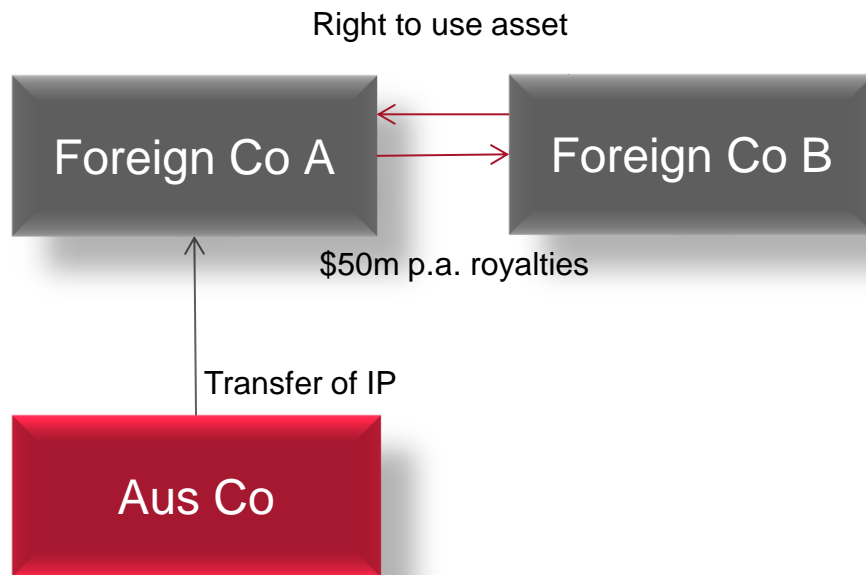 Right to use asset
Foreign Co A
Foreign Co B
$50m p.a. royalties
Transfer of IP
Aus Co